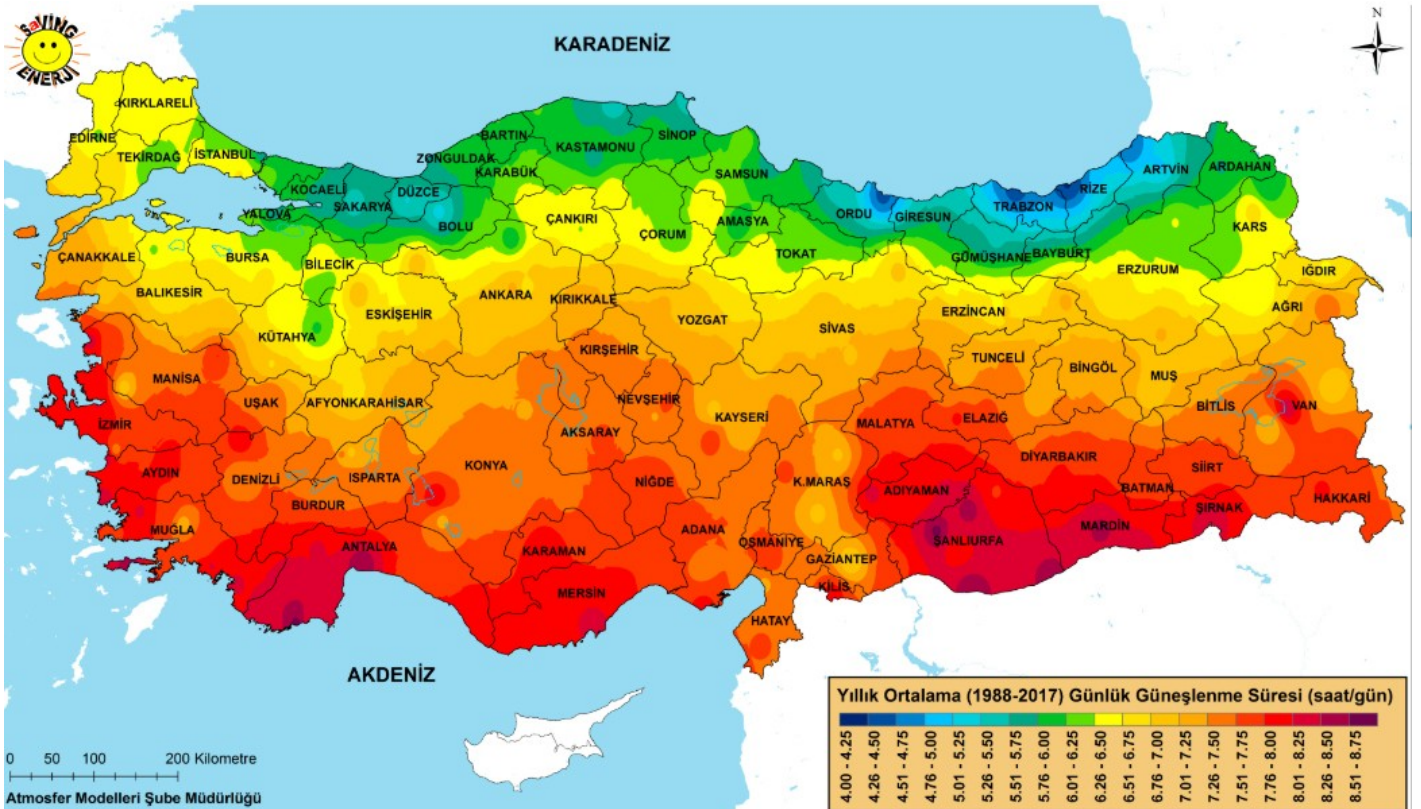 SaVİNG
ENERJİ
KARADENİZ
N
KIRKLARELİ
EDİRNE
TEKİRDAĞ
İSTANBUL
KOCAELİ
YALOVA
SAKARYA
DÜZCE
ZONGULDAK
BARTIN
KARABÜK
KASTAMONU
SİNOP
BOLU
ÇANKIRI
ÇORUM
SAMSUN
AMASYA
TOKAT
ORDU
GİRESUN
GÜMÜŞHANE
TRABZON
BAYBURT
RİZE
ARTVİN
ARDAHAN
KARS
ERZURUM
IĞDIR
AĞRI
ÇANAKKALE
BALIKESİR
BURSA
BİLECİK
KÜTAHYA
ESKİŞEHİR
ANKARA
KIRIKKALE
YOZGAT
SİVAS
ERZİNCAN
TUNCELİ
BİNGÖL
MUŞ
BİTLİS
VAN
MANİSA
İZMİR
UŞAK
AFYONKARAHİSAR
KIRŞEHİR
NEVŞEHİR
AKSARAY
KAYSERİ
MALATYA
ELAZIĞ
DİYARBAKIR
BATMAN
SİİRT
ŞIRNAK
HAKKARİ
AYDIN
DENİZLİ
ISPARTA
BURDUR
KONYA
NİĞDE
K.MARAŞ
ADIYAMAN
ŞANLIURFA
MARDİN
MUĞLA
ANTALYA
KARAMAN
MERSİN
ADANA
OSMANİYE
GAZİANTEP
KİLİS
HATAY
AKDENİZ
0 50 100 200 Kilometre
Atmosfer Modelleri Şube Müdürlüğü
Yıllık Ortalama (1988-2017) Günlük Güneşlenme Süresi (saat/gün)
4.00 - 4.25
4.26 - 4.50
4.51 - 4.75
4.76 - 5.00
5.01 - 5.25
5.26 - 5.50
5.51 - 5.75
5.76 - 6.00
6.01 - 6.25
6.26 - 6.50
6.51 - 6.75
6.76 - 7.00
7.01 - 7.25
7.26 - 7.50
7.51 - 7.75
7.76 - 8.00
8.01 - 8.25
8.26 - 8.50
8.51 - 8.75